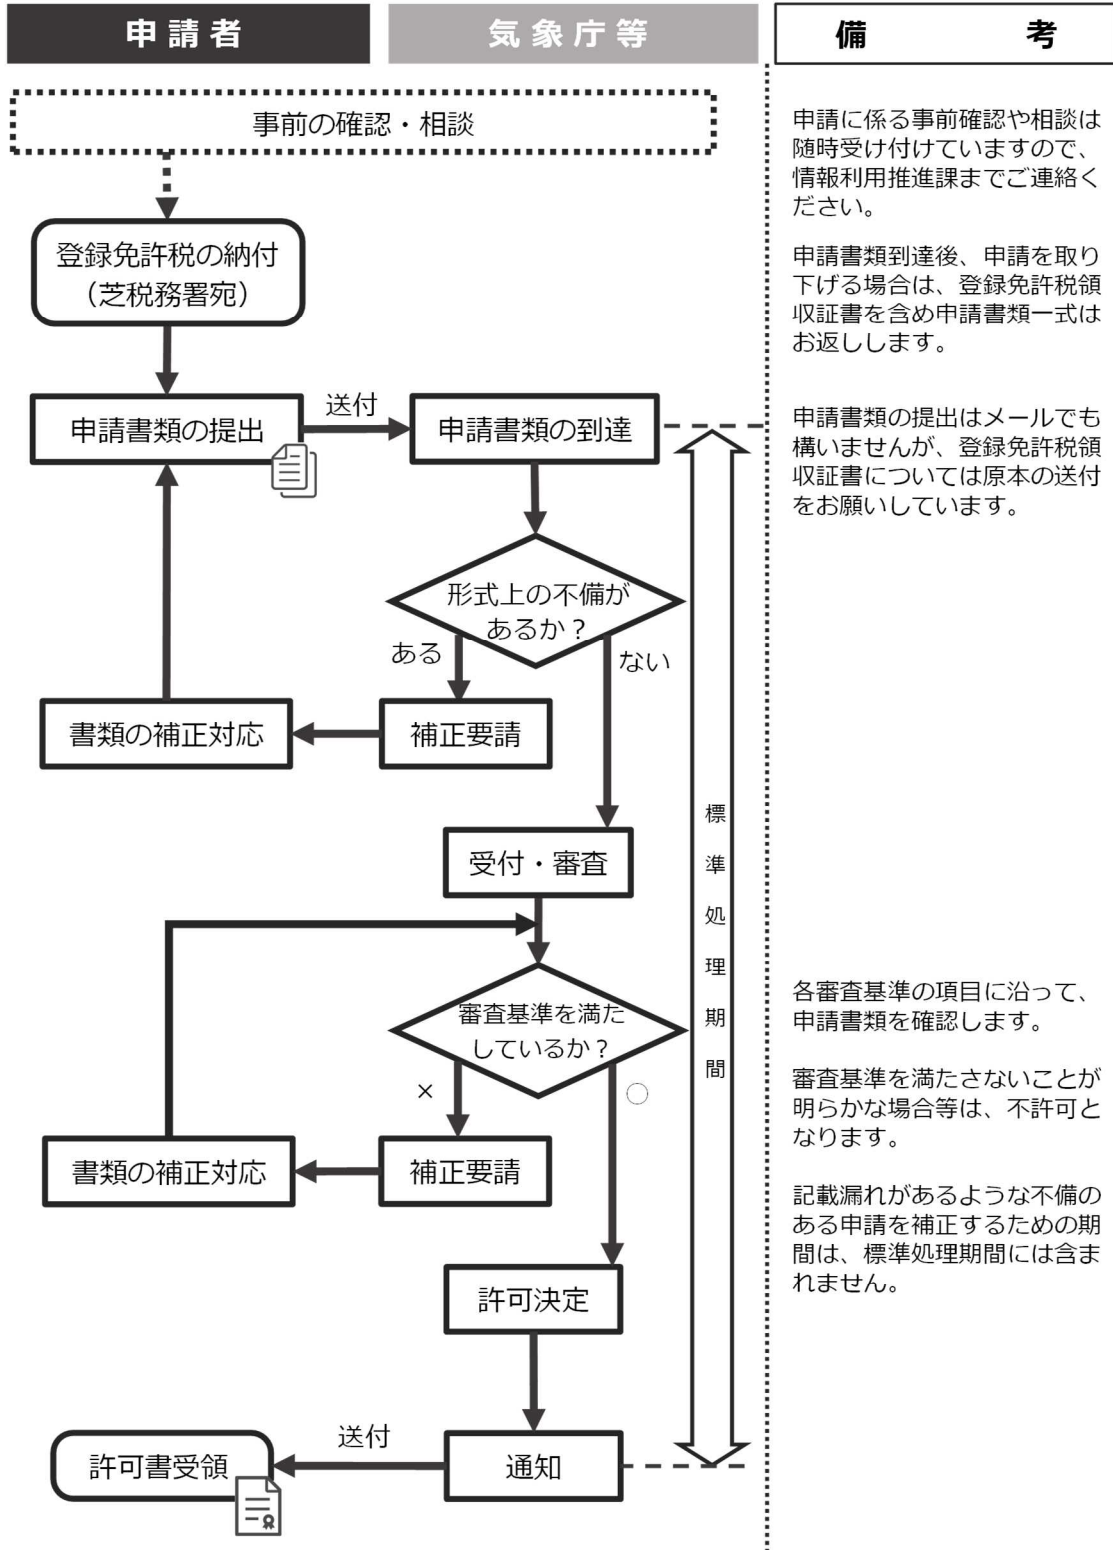 申請者
気象庁等
備考
事前の確認・相談
申請に係る事前確認や相談は
随時受け付けていますので、
情報利用推進課までご連絡く
ださい。
登録免許税の納付
（芝税務署宛）
申請書類到達後、申請を取り
下げる場合は、登録免許税領
収証書を含め申請書類一式は
お返しします。
申請書類の提出
送付
申請書類の到達
申請書類の提出はメールでも
構いませんが、登録免許税領
収証書については原本の送付
をお願いしています。
形式上の不備が
あるか？
ある
ない
書類の補正対応
補正要請
標準処理期間
受付・審査
審査基準を満た
しているか？
×
○
各審査基準の項目に沿って、
申請書類を確認します。
審査基準を満たさないことが
明らかな場合等は、不許可と
なります。
書類の補正対応
補正要請
記載漏れがあるような不備の
ある申請を補正するための期
間は、標準処理期間には含ま
れません。
許可決定
許可書受領
送付
通知